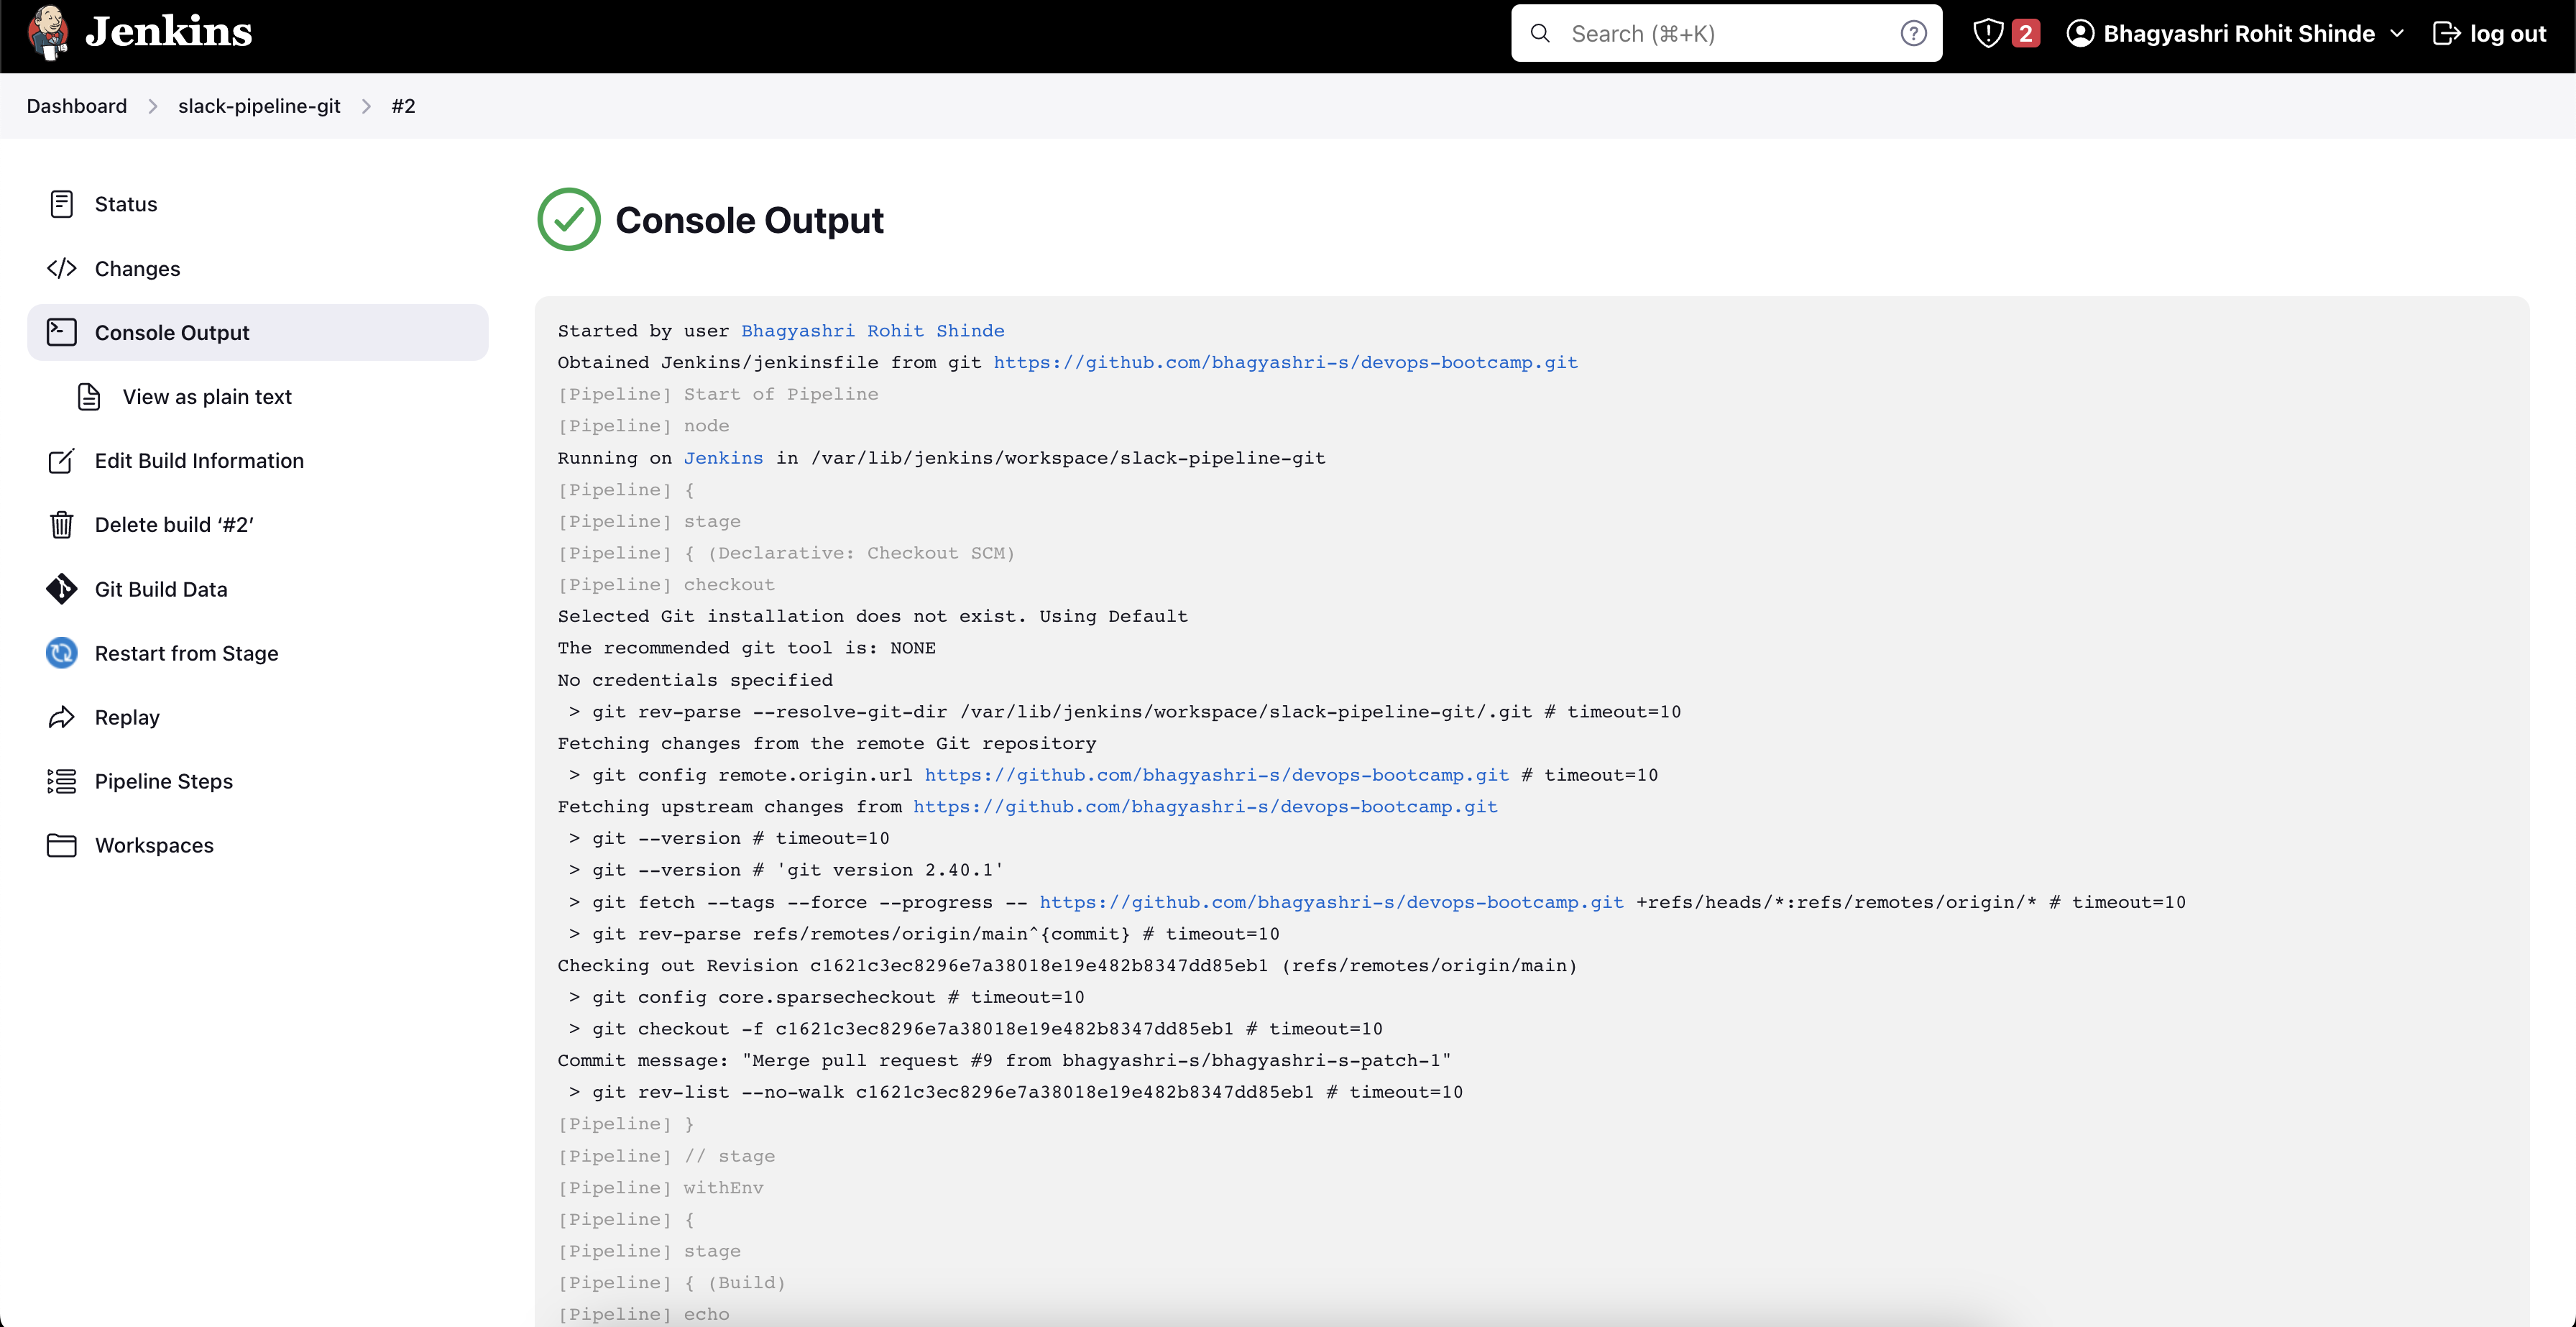 Jenkins
Search (⌘+K)
2
Bhagyashri Rohit Shinde
log out
Dashboard > slack-pipeline-git > #2
Status
Changes
Console Output
View as plain text
Edit Build Information
Delete build ‘#2’
Git Build Data
Restart from Stage
Replay
Pipeline Steps
Workspaces
Console Output
Started by user Bhagyashri Rohit Shinde
Obtained Jenkins/jenkinsfile from git https://github.com/bhagyashri-s/devops-bootcamp.git
[Pipeline] Start of Pipeline
[Pipeline] node
Running on Jenkins in /var/lib/jenkins/workspace/slack-pipeline-git
[Pipeline] {
[Pipeline] stage
[Pipeline] { (Declarative: Checkout SCM)
[Pipeline] checkout
Selected Git installation does not exist. Using Default
The recommended git tool is: NONE
No credentials specified
> git rev-parse --resolve-git-dir /var/lib/jenkins/workspace/slack-pipeline-git/.git # timeout=10
Fetching changes from the remote Git repository
> git config remote.origin.url https://github.com/bhagyashri-s/devops-bootcamp.git # timeout=10
Fetching upstream changes from https://github.com/bhagyashri-s/devops-bootcamp.git
> git --version # timeout=10
> git --version # 'git version 2.40.1'
> git fetch --tags --force --progress -- https://github.com/bhagyashri-s/devops-bootcamp.git +refs/heads/*:refs/remotes/origin/* # timeout=10
> git rev-parse refs/remotes/origin/main^{commit} # timeout=10
Checking out Revision c1621c3ec8296e7a38018e19e482b8347dd85eb1 (refs/remotes/origin/main)
> git config core.sparsecheckout # timeout=10
> git checkout -f c1621c3ec8296e7a38018e19e482b8347dd85eb1 # timeout=10
Commit message: "Merge pull request #9 from bhagyashri-s/bhagyashri-s-patch-1"
> git rev-list --no-walk c1621c3ec8296e7a38018e19e482b8347dd85eb1 # timeout=10
[Pipeline] }
[Pipeline] // stage
[Pipeline] withEnv
[Pipeline] {
[Pipeline] stage
[Pipeline] { (Build)
[Pipeline] echo